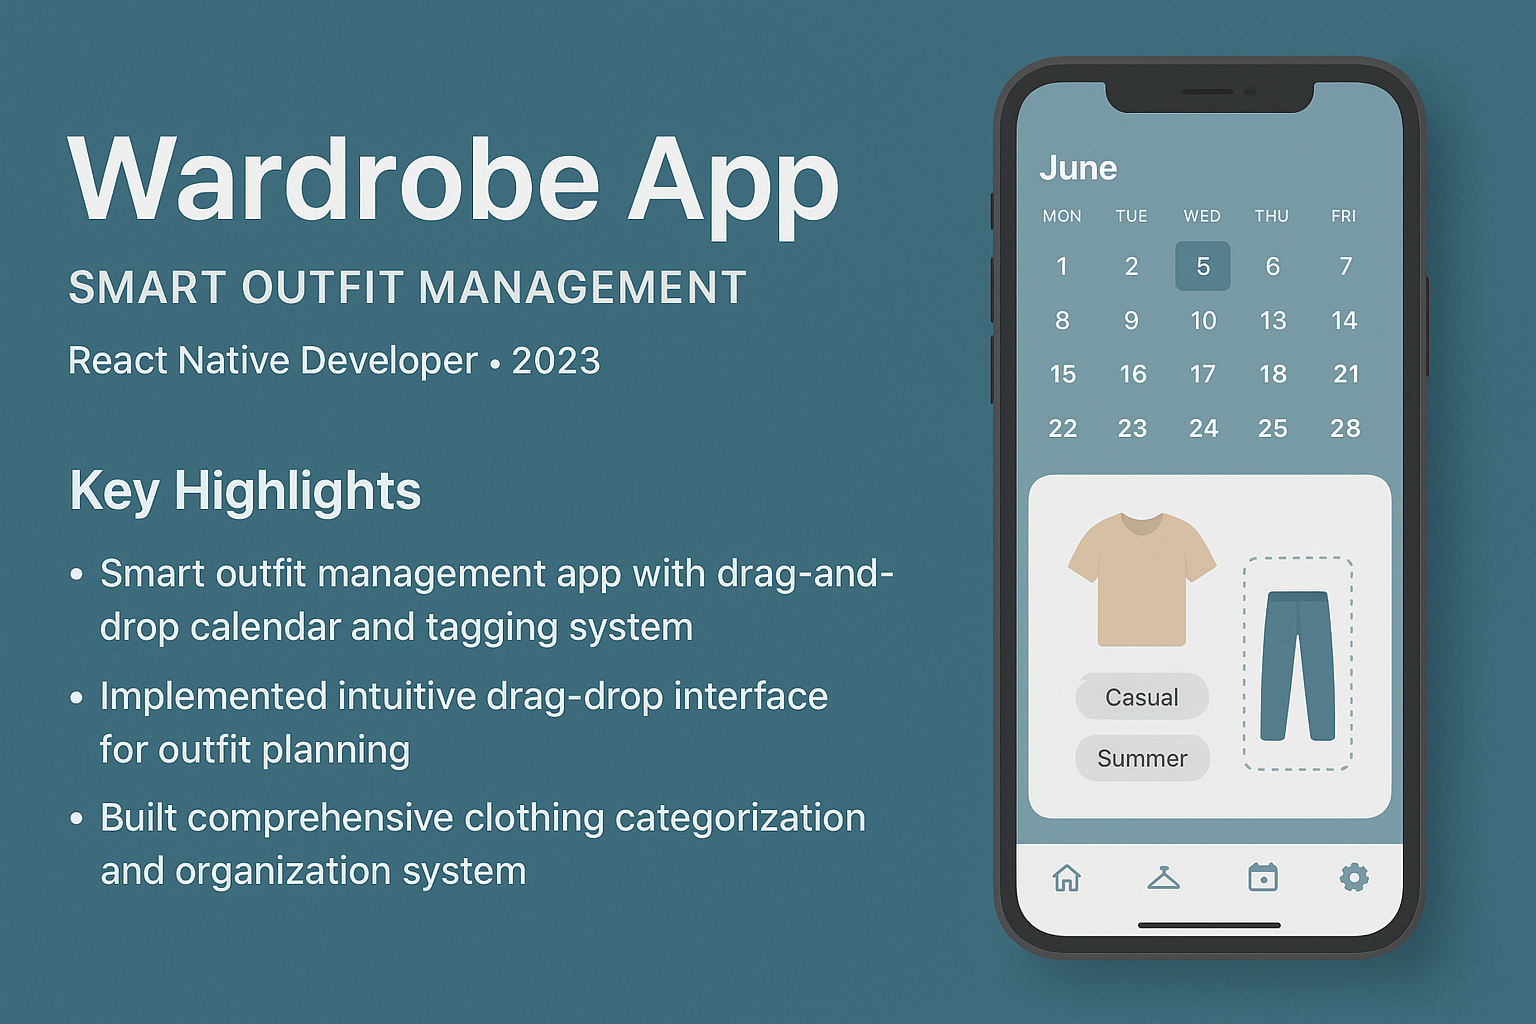 Wardrobe App
SMART OUTFIT MANAGEMENT
React Native Developer • 2023
Key Highlights
• Smart outfit management app with drag-and-
drop calendar and tagging system
• Implemented intuitive drag-drop interface
for outfit planning
• Built comprehensive clothing categorization
and organization system
June
MON TUE WED THU FRI
1 2 5 6 7
8 9 10 13 14
15 16 17 18 21
22 23 24 25 28
Casual
Summer